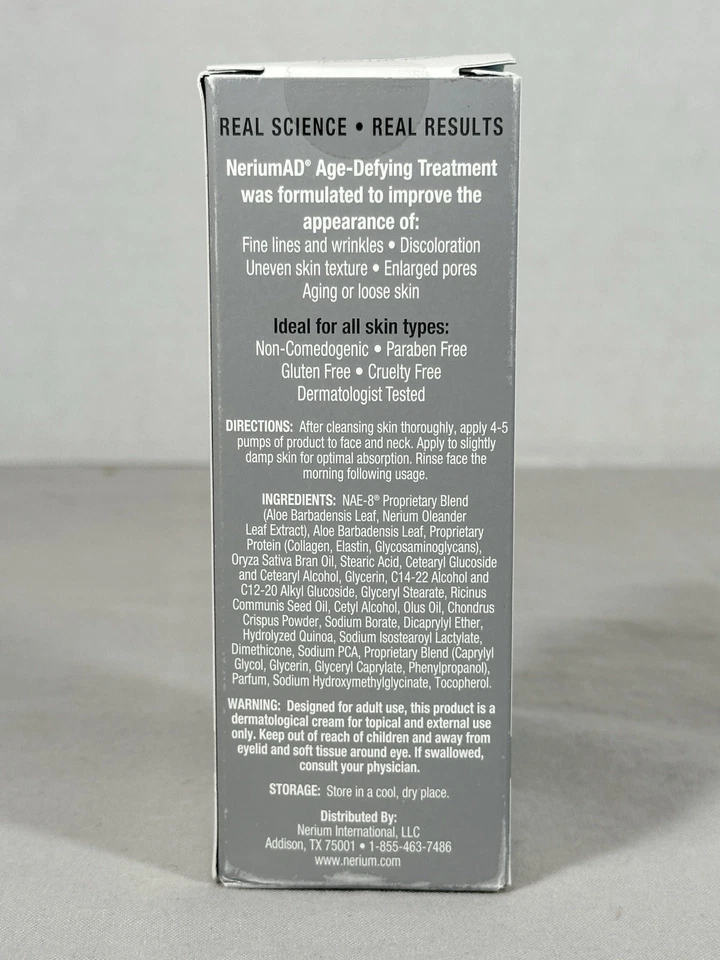 REAL SCIENCE • REAL RESULTS
NeriumAD® Age-Defying Treatment
was formulated to improve the
appearance of:
Fine lines and wrinkles • Discoloration
Uneven skin texture • Enlarged pores
Aging or loose skin
Ideal for all skin types:
Non-Comedogenic • Paraben Free
Gluten Free • Cruelty Free
Dermatologist Tested
DIRECTIONS: After cleansing skin thoroughly, apply 4-5
pumps of product to face and neck. Apply to slightly
damp skin for optimal absorption. Rinse face the
morning following usage.
INGREDIENTS: NAE-8® Proprietary Blend
(Aloe Barbadensis Leaf, Nerium Oleander
Leaf Extract), Aloe Barbadensis Leaf, Proprietary
Protein (Collagen, Elastin, Glycosaminoglycans),
Oryza Sativa Bran Oil, Stearic Acid, Cetearyl Glucoside
and Cetearyl Alcohol, Glycerin, C14-22 Alcohol and
C12-20 Alkyl Glucoside, Glyceryl Stearate, Ricinus
Communis Seed Oil, Cetyl Alcohol, Olus Oil, Chondrus
Crispus Powder, Sodium Borate, Dicaprylyl Ether,
Hydrolyzed Quinoa, Sodium Isostearoyl Lactylate,
Dimethicone, Sodium PCA, Proprietary Blend (Caprylyl
Glycol, Glycerin, Glyceryl Caprylate, Phenylpropanol),
Parfum, Sodium Hydroxymethylglycinate, Tocopherol.
WARNING: Designed for adult use, this product is a
dermatological cream for topical and external use
only. Keep out of reach of children and away from
eyelid and soft tissue around eye. If swallowed,
consult your physician.
STORAGE: Store in a cool, dry place.
Distributed By:
Nerium International, LLC
Addison, TX 75001 • 1-855-463-7486
www.nerium.com